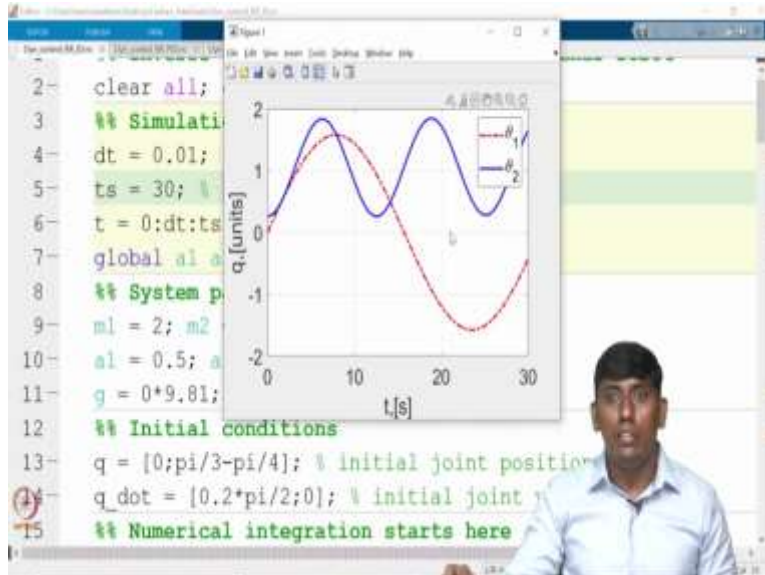 Figure 1
File Edit View Insert Tools Desktop Window Help
2 clear all;
3 %% Simulati
4 dt = 0.01;
5 ts = 30; %
6 t = 0:dt:ts
7 global a1 a
8 %% System p
9 m1 = 2; m2
10 a1 = 0.5; a
11 g = 0*9.81;
12 %% Initial conditions
13 q = [0;pi/3-pi/4]; % initial joint position
14 q_dot = [0.2*pi/2;0]; % initial joint
15 %% Numerical integration starts here
2
1
0
-1
-2
q,[units]
0 10 20 30
t,[s]
θ1
θ2